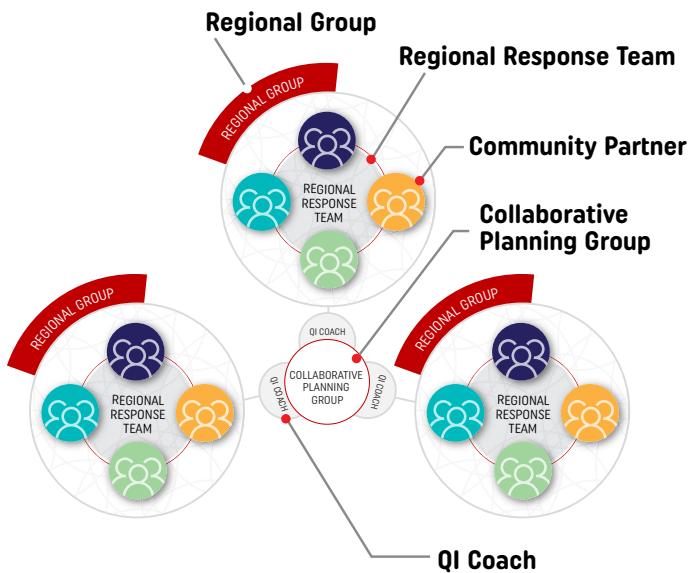 Regional Group
Regional Response Team
REGIONAL GROUP
Community Partner
REGIONAL
RESPONSE
TEAM
Collaborative
Planning Group
REGIONAL GROUP
REGIONAL GROUP
QI COACH
COLLABORATIVE
PLANNING
GROUP
QI COACH
QI COACH
REGIONAL
RESPONSE
TEAM
REGIONAL
RESPONSE
TEAM
QI Coach